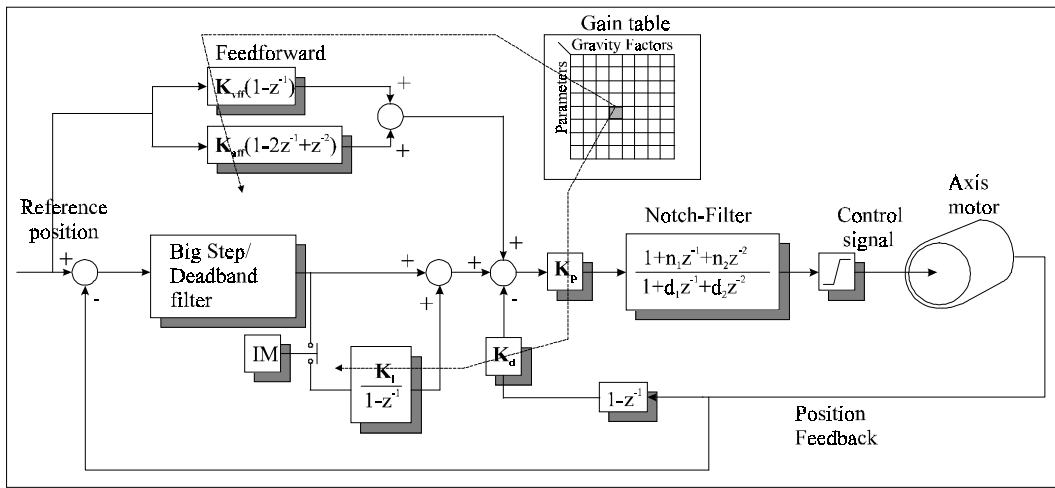 Gain table
Gravity Factors
Parameters
Feedforward
Kvff(1-z⁻¹)
+
Kaff(1-2z⁻¹+z⁻²)
+
Reference
position
+
-
Big Step/
Deadband
filter
+
+
+
+
-
Kp
Notch-Filter
1+n₁z⁻¹+n₂z⁻²
1+d₁z⁻¹+d₂z⁻²
Control
signal
Axis
motor
IM
KI
1-z⁻¹
Kd
1-z⁻¹
Position
Feedback